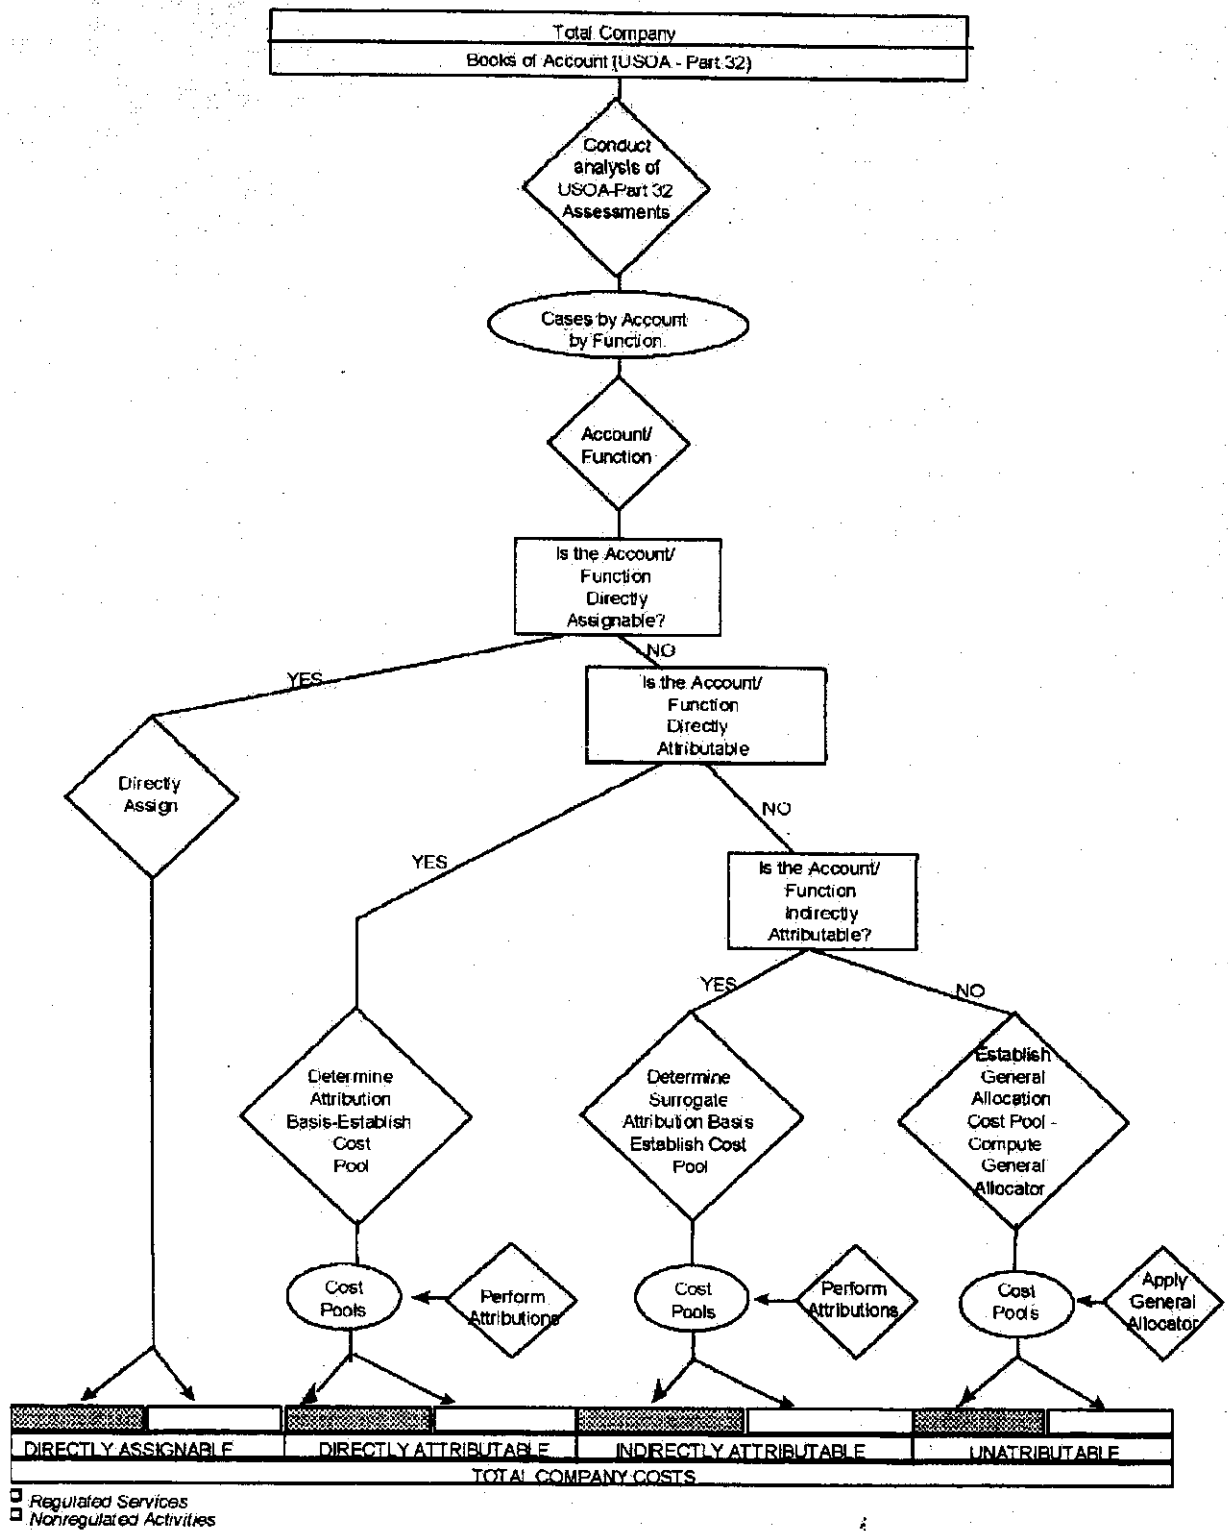 Total Company
Books of Account (USOA - Part 32)
Conduct
analysis of
USOA-Part 32
Assessments
Cases by Account
by Function
Account/
Function
Is the Account/
Function
Directly
Assignable?
YES
NO
Is the Account/
Function
Directly
Attributable
Directly
Assign
YES
NO
Is the Account/
Function
Indirectly
Attributable?
YES
NO
Determine
Attribution
Basis-Establish
Cost
Pool
Determine
Surrogate
Attribution Basis
Establish Cost
Pool
Establish
General
Allocation
Cost Pool -
Compute
General
Allocator
Cost
Pools
Perform
Attributions
Cost
Pools
Perform
Attributions
Cost
Pools
Apply
General
Allocator
DIRECTLY ASSIGNABLE
DIRECTLY ATTRIBUTABLE
INDIRECTLY ATTRIBUTABLE
UNATRIBUTABLE
TOTAL COMPANY COSTS
Regulated Services
Nonregulated Activities